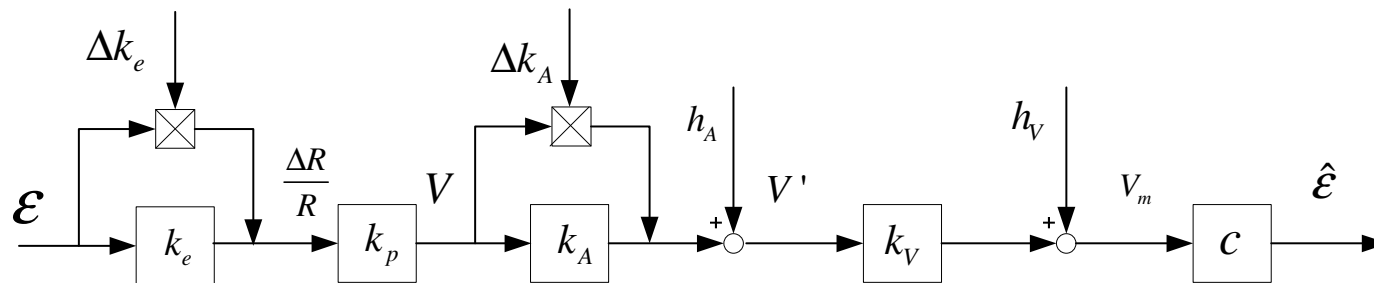 Δk_e
Δk_A
h_A
h_V
ε
ΔR/R
V
V'
V_m
ε̂
+
+
k_e
k_p
k_A
k_V
c